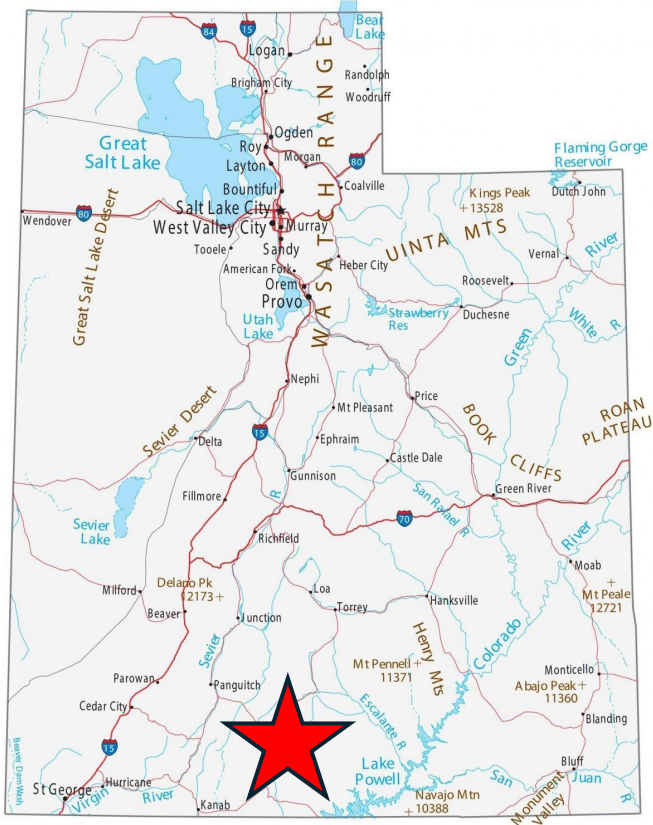 84
15
Bear
Lake
Logan
Randolph
Woodruff
Brigham City
WASATCH RANGE
Great
Salt Lake
Ogden
Roy
Layton
Morgan
80
Bountiful
Coalville
Flaming Gorge
Reservoir
Dutch John
Kings Peak
13528
Salt Lake City
West Valley City
Murray
Wendover
80
Great Salt Lake Desert
Tooele
Sandy
UINTA MTS
American Fork
Heber City
Vernal
River
Orem
Provo
Roosevelt
Utah
Lake
Strawberry
Res
Duchesne
Green
White R
Nephi
Price
Mt Pleasant
Sevier Desert
Delta
15
Ephraim
BOOK CLIFFS
ROAN
PLATEAU
Castle Dale
Gunnison
Fillmore
R
San Rafael R
Green River
Sevier
Lake
70
Richfield
River
Moab
Mt Peale
12721
Milford
Delano Pk
12173
Beaver
Loa
Torrey
Hanksville
Junction
Sevier
Colorado
Henry Mts
Mt Pennell
11371
Monticello
Abajo Peak
11360
Parowan
Panguitch
Cedar City
Escalante R
Blanding
15
Beaver Dam Wash
Lake
Powell
Bluff
San Juan R
St George
Hurricane
Virgin River
Kanab
Navajo Mtn
10388
Monument
Valley